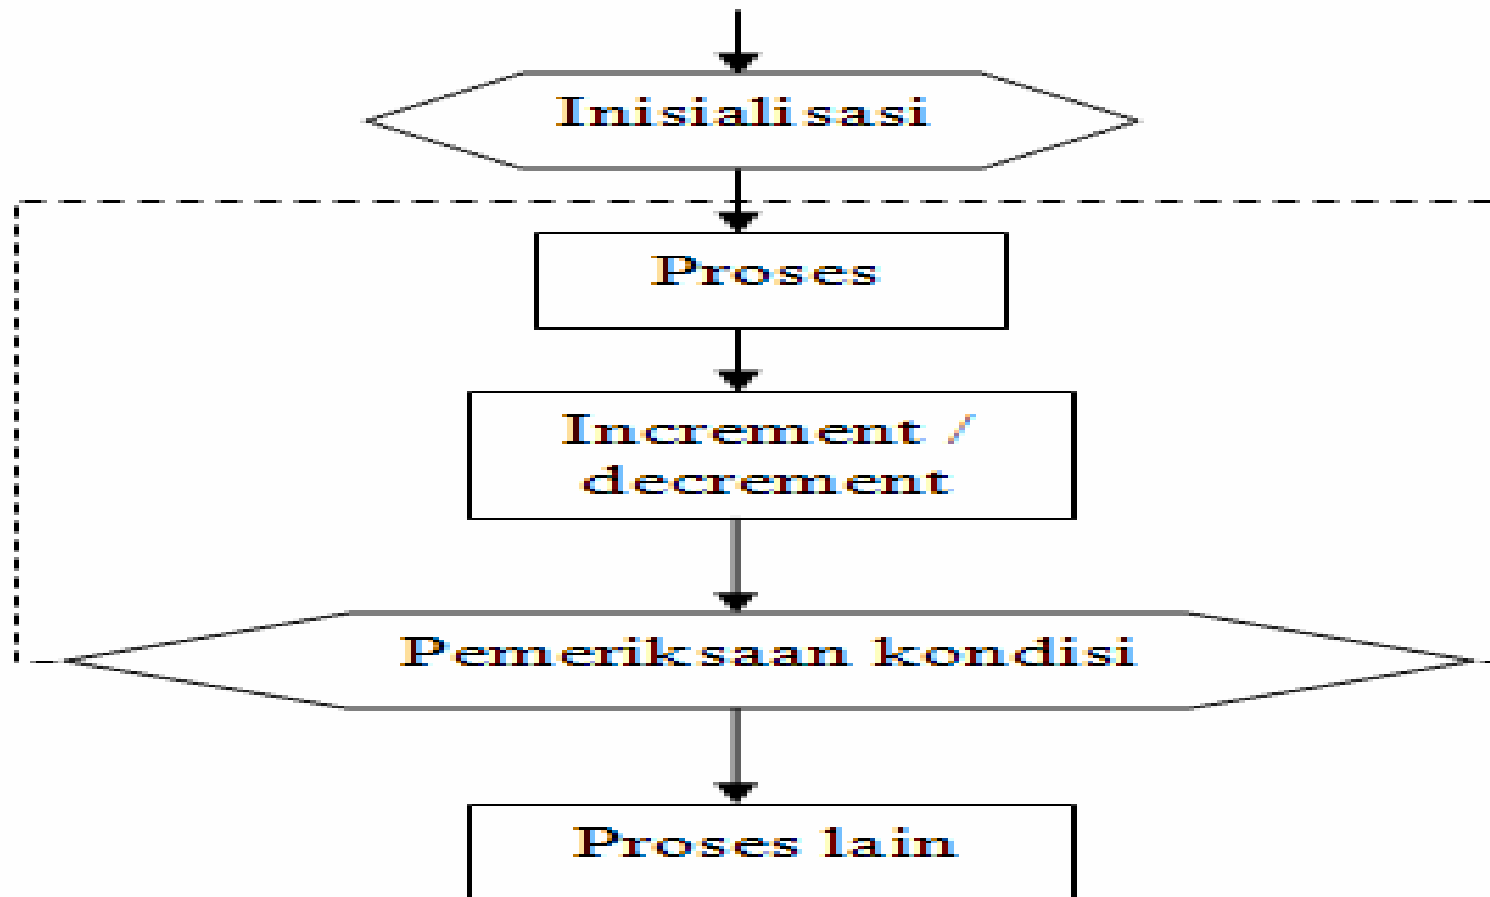 Inisialisasi
Proses
Increment /
decrement
Pemeriksaan kondisi
Proses lain